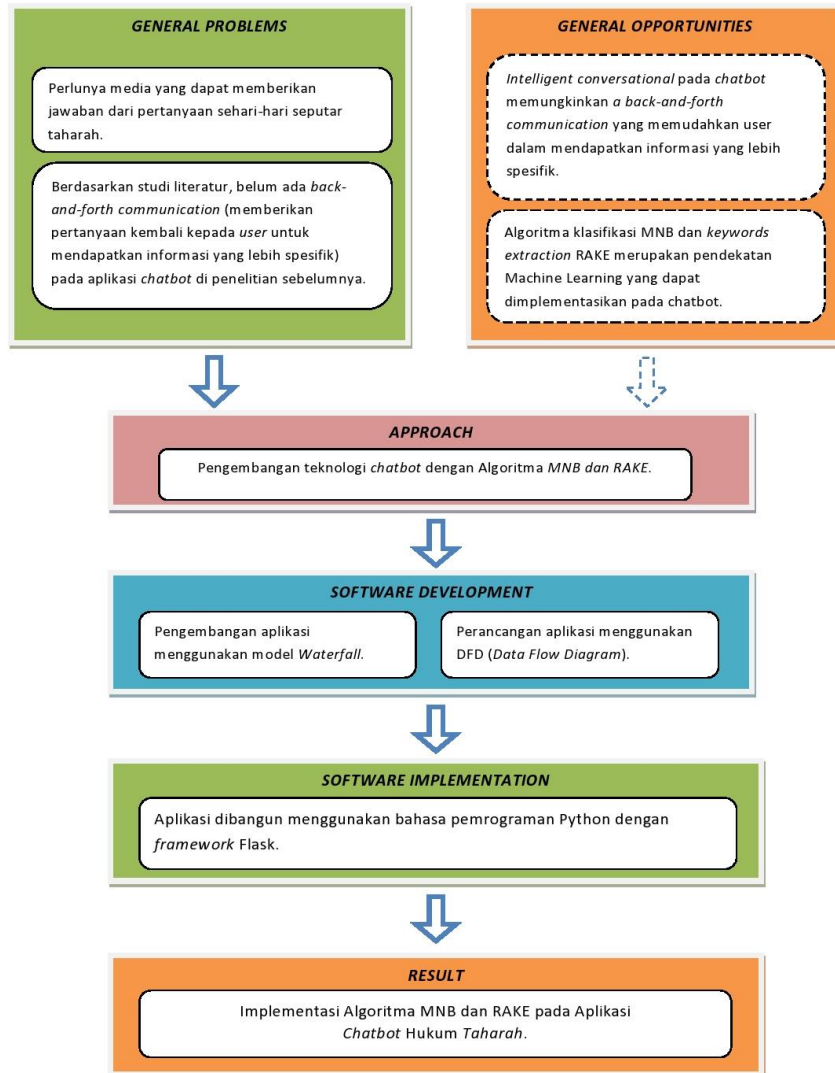 GENERAL PROBLEMS
Perlunya media yang dapat memberikan
jawaban dari pertanyaan sehari-hari seputar
taharah.
Berdasarkan studi literatur, belum ada back-
and-forth communication (memberikan
pertanyaan kembali kepada user untuk
mendapatkan informasi yang lebih spesifik)
pada aplikasi chatbot di penelitian sebelumnya.
GENERAL OPPORTUNITIES
Intelligent conversational pada chatbot
memungkinkan a back-and-forth
communication yang memudahkan user
dalam mendapatkan informasi yang lebih
spesifik.
Algoritma klasifikasi MNB dan keywords
extraction RAKE merupakan pendekatan
Machine Learning yang dapat
dimplementasikan pada chatbot.
APPROACH
Pengembangan teknologi chatbot dengan Algoritma MNB dan RAKE.
SOFTWARE DEVELOPMENT
Pengembangan aplikasi
menggunakan model Waterfall.
Perancangan aplikasi menggunakan
DFD (Data Flow Diagram).
SOFTWARE IMPLEMENTATION
Aplikasi dibangun menggunakan bahasa pemrograman Python dengan
framework Flask.
RESULT
Implementasi Algoritma MNB dan RAKE pada Aplikasi
Chatbot Hukum Taharah.